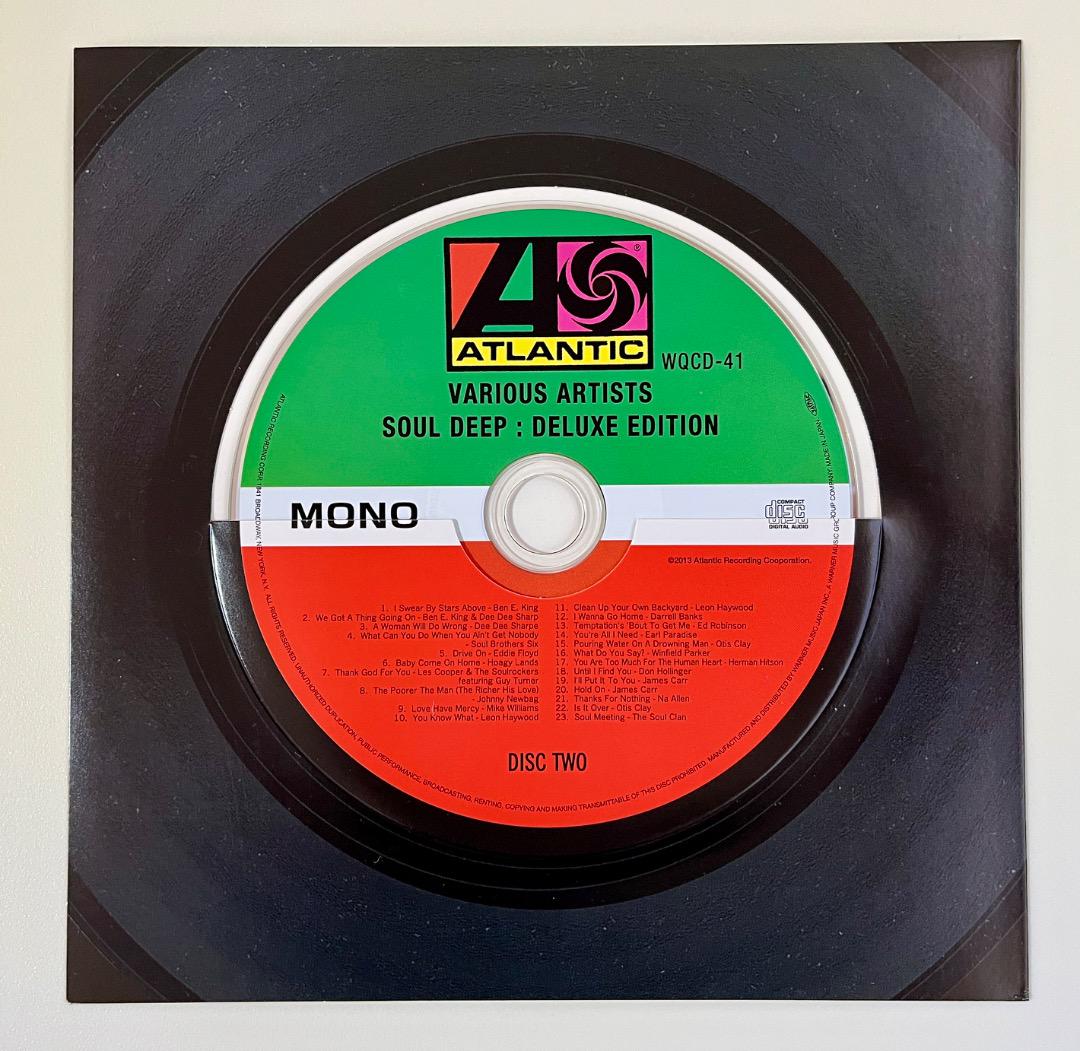 ATLANTIC
®
WQCD-41
VARIOUS ARTISTS
SOUL DEEP : DELUXE EDITION
MONO
COMPACT
disc
DIGITAL AUDIO
©2013 Atlantic Recording Cooporation.
1. I Swear By Stars Above - Ben E. King
2. We Got A Thing Going On - Ben E. King & Dee Dee Sharp
3. A Woman Will Do Wrong - Dee Dee Sharpe
4. What Can You Do When You Ain't Get Nobody
- Soul Brothers Six
5. Drive On - Eddie Floyd
6. Baby Come On Home - Hoagy Lands
7. Thank God For You - Les Cooper & The Soulrockers
featuring Guy Turner
8. The Poorer The Man (The Richer His Love)
- Johnny Newbag
9. Love Have Mercy - Mike Williams
10. You Know What - Leon Haywood
11. Clean Up Your Own Backyard - Leon Haywood
12. I Wanna Go Home - Darrell Banks
13. Temptation's 'Bout To Get Me - Ed Robinson
14. You're All I Need - Earl Paradise
15. Pouring Water On A Drowning Man - Otis Clay
16. What Do You Say? - Winfield Parker
17. You Are Too Much For The Human Heart - Herman Hitson
18. Until I Find You - Don Hollinger
19. I'll Put It To You - James Carr
20. Hold On - James Carr
21. Thanks For Nothing - Na Allen
22. Is It Over - Otis Clay
23. Soul Meeting - The Soul Clan
DISC TWO
ATLANTIC RECORDING CORP. 1841 BROADWAY, NEW YORK, N.Y. ALL RIGHTS RESERVED. UNAUTHORIZED DUPLICATION, PUBLIC PERFORMANCE, BROADCASTING, RENTING, COPYING AND MAKING TRANSMITTABLE OF THIS DISC PROHIBITED. MANUFACTURED AND DISTRIBUTED BY WARNER MUSIC JAPAN INC., A WARNER MUSIC GROUP COMPANY. MADE IN JAPAN.